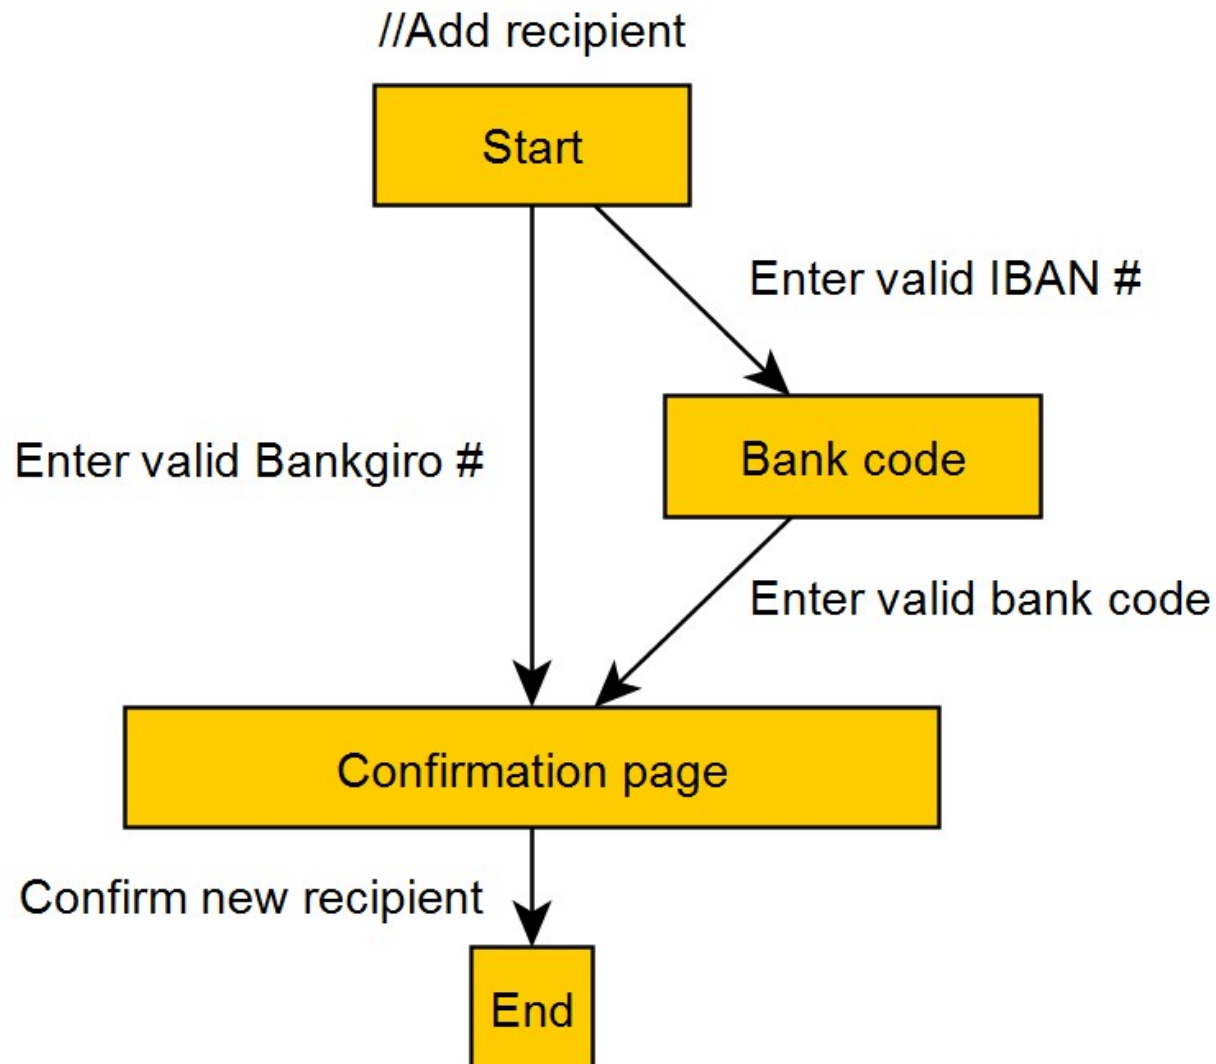 //Add recipient
Start
Enter valid IBAN #
Enter valid Bankgiro #
Bank code
Enter valid bank code
Confirmation page
Confirm new recipient
End